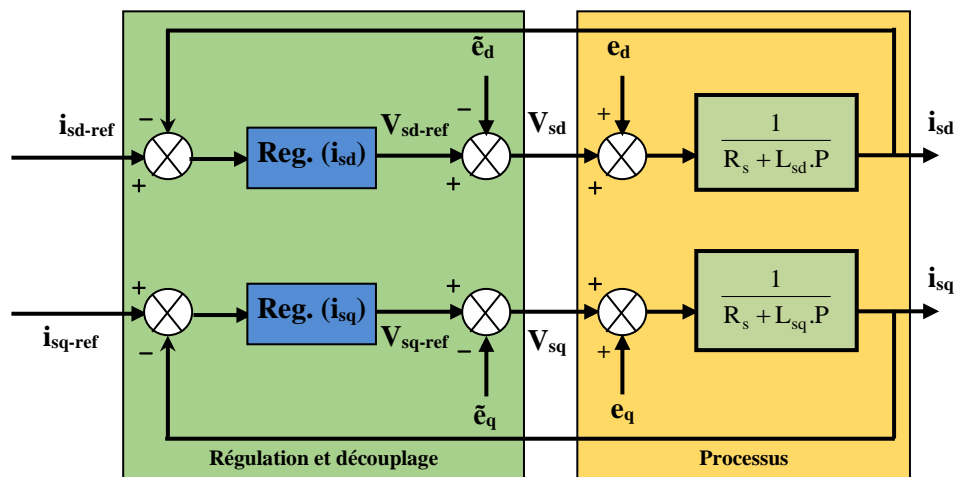 ẽd
ed
−
−
+
isd-ref
Vsd-ref
Vsd
isd
Reg. (isd)
1
Rs + Lsd.P
+
+
+
+
+
+
isq-ref
Reg. (isq)
Vsq-ref
Vsq
isq
1
Rs + Lsq.P
−
−
+
ẽq
eq
Régulation et découplage
Processus